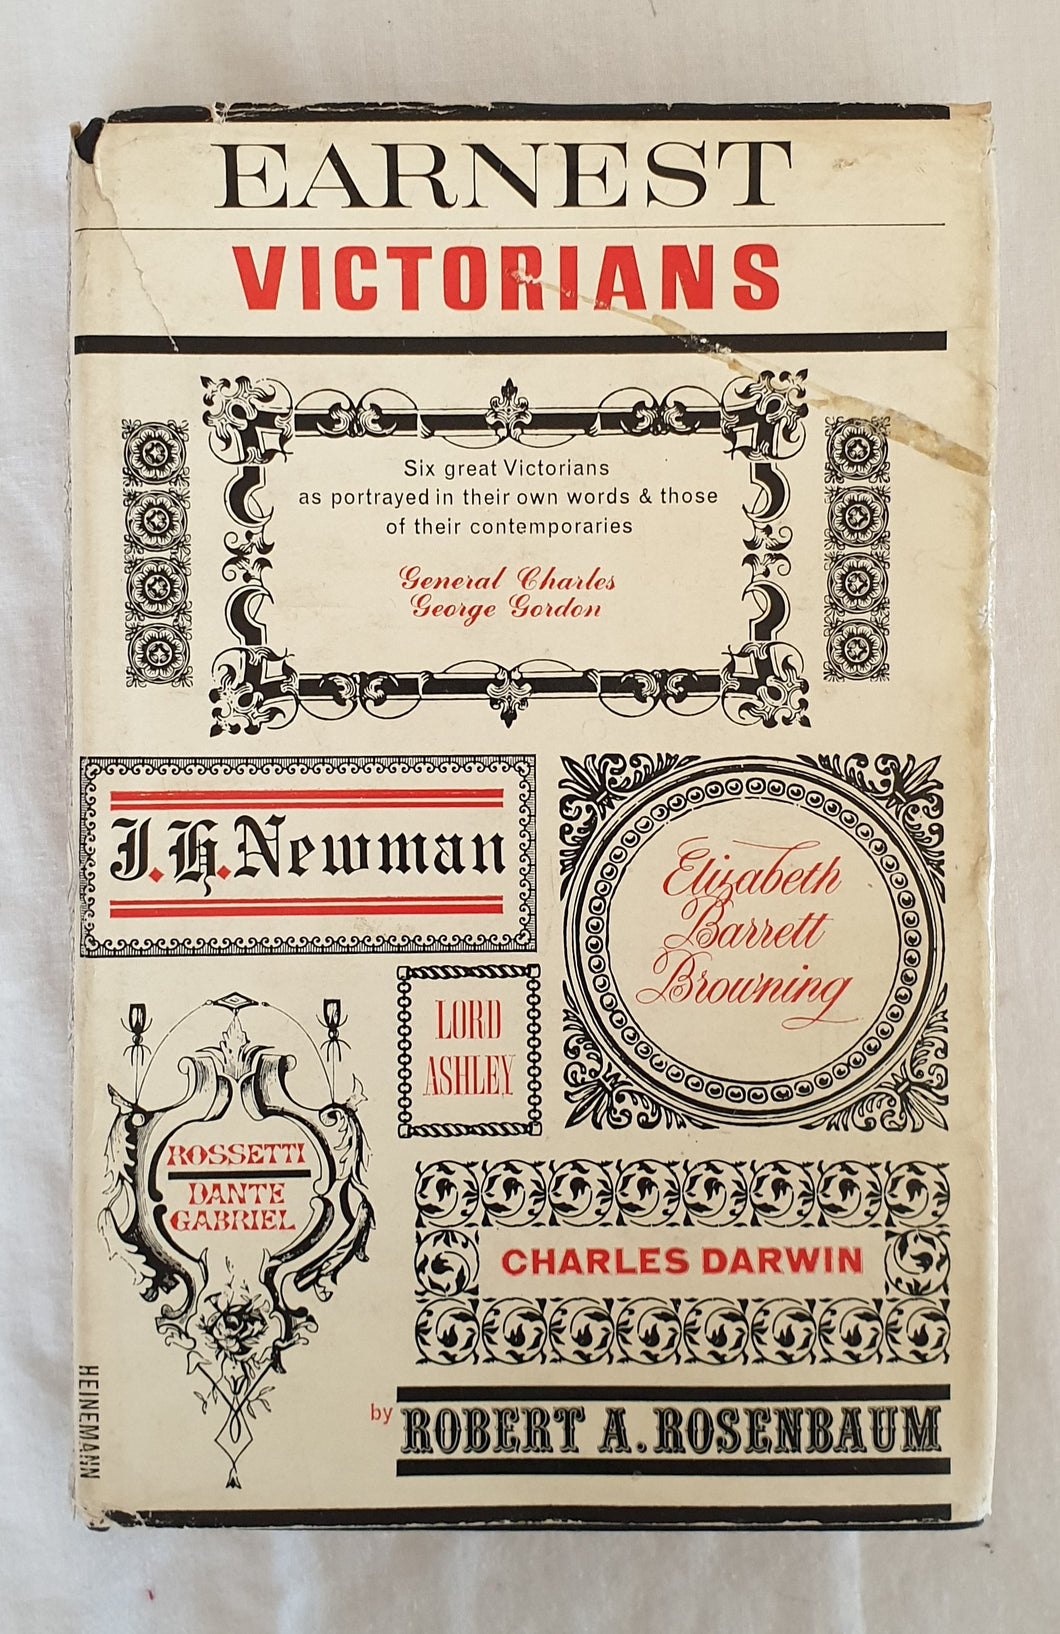 EARNEST
VICTORIANS
Six great Victorians
as portrayed in their own words & those
of their contemporaries
General Charles
George Gordon
J.H.Newman
Elizabeth
Barrett
Browning
LORD
ASHLEY
ROSSETTI
DANTE
GABRIEL
CHARLES DARWIN
by ROBERT A. ROSENBAUM
HEINEMANN